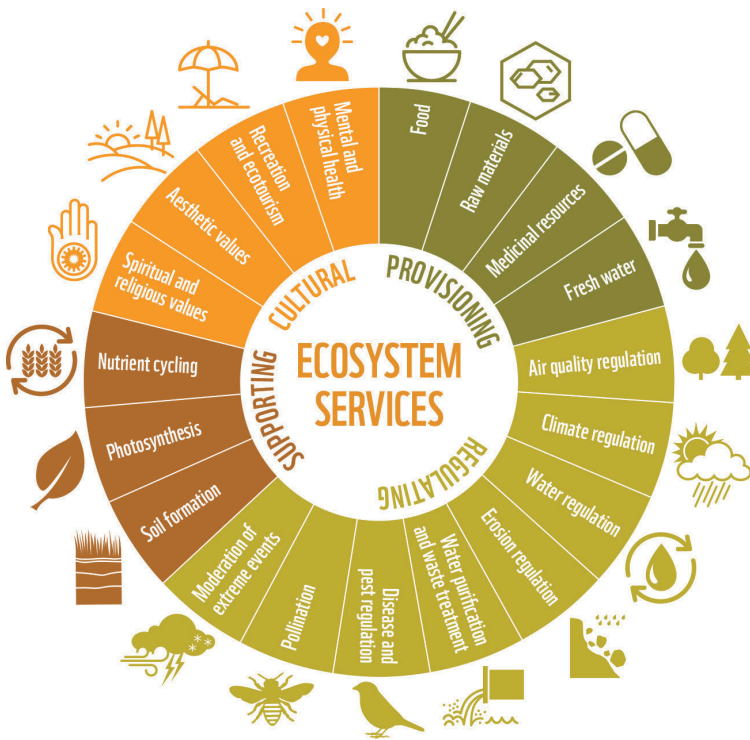 ECOSYSTEM
SERVICES
PROVISIONING
Food
Raw materials
Medicinal resources
Fresh water
REGULATING
Air quality regulation
Climate regulation
Water regulation
Erosion regulation
Water purification
and waste treatment
Disease and
pest regulation
Pollination
Moderation of
extreme events
SUPPORTING
Soil formation
Photosynthesis
Nutrient cycling
CULTURAL
Spiritual and
religious values
Aesthetic values
Recreation
and ecotourism
Mental and
physical health